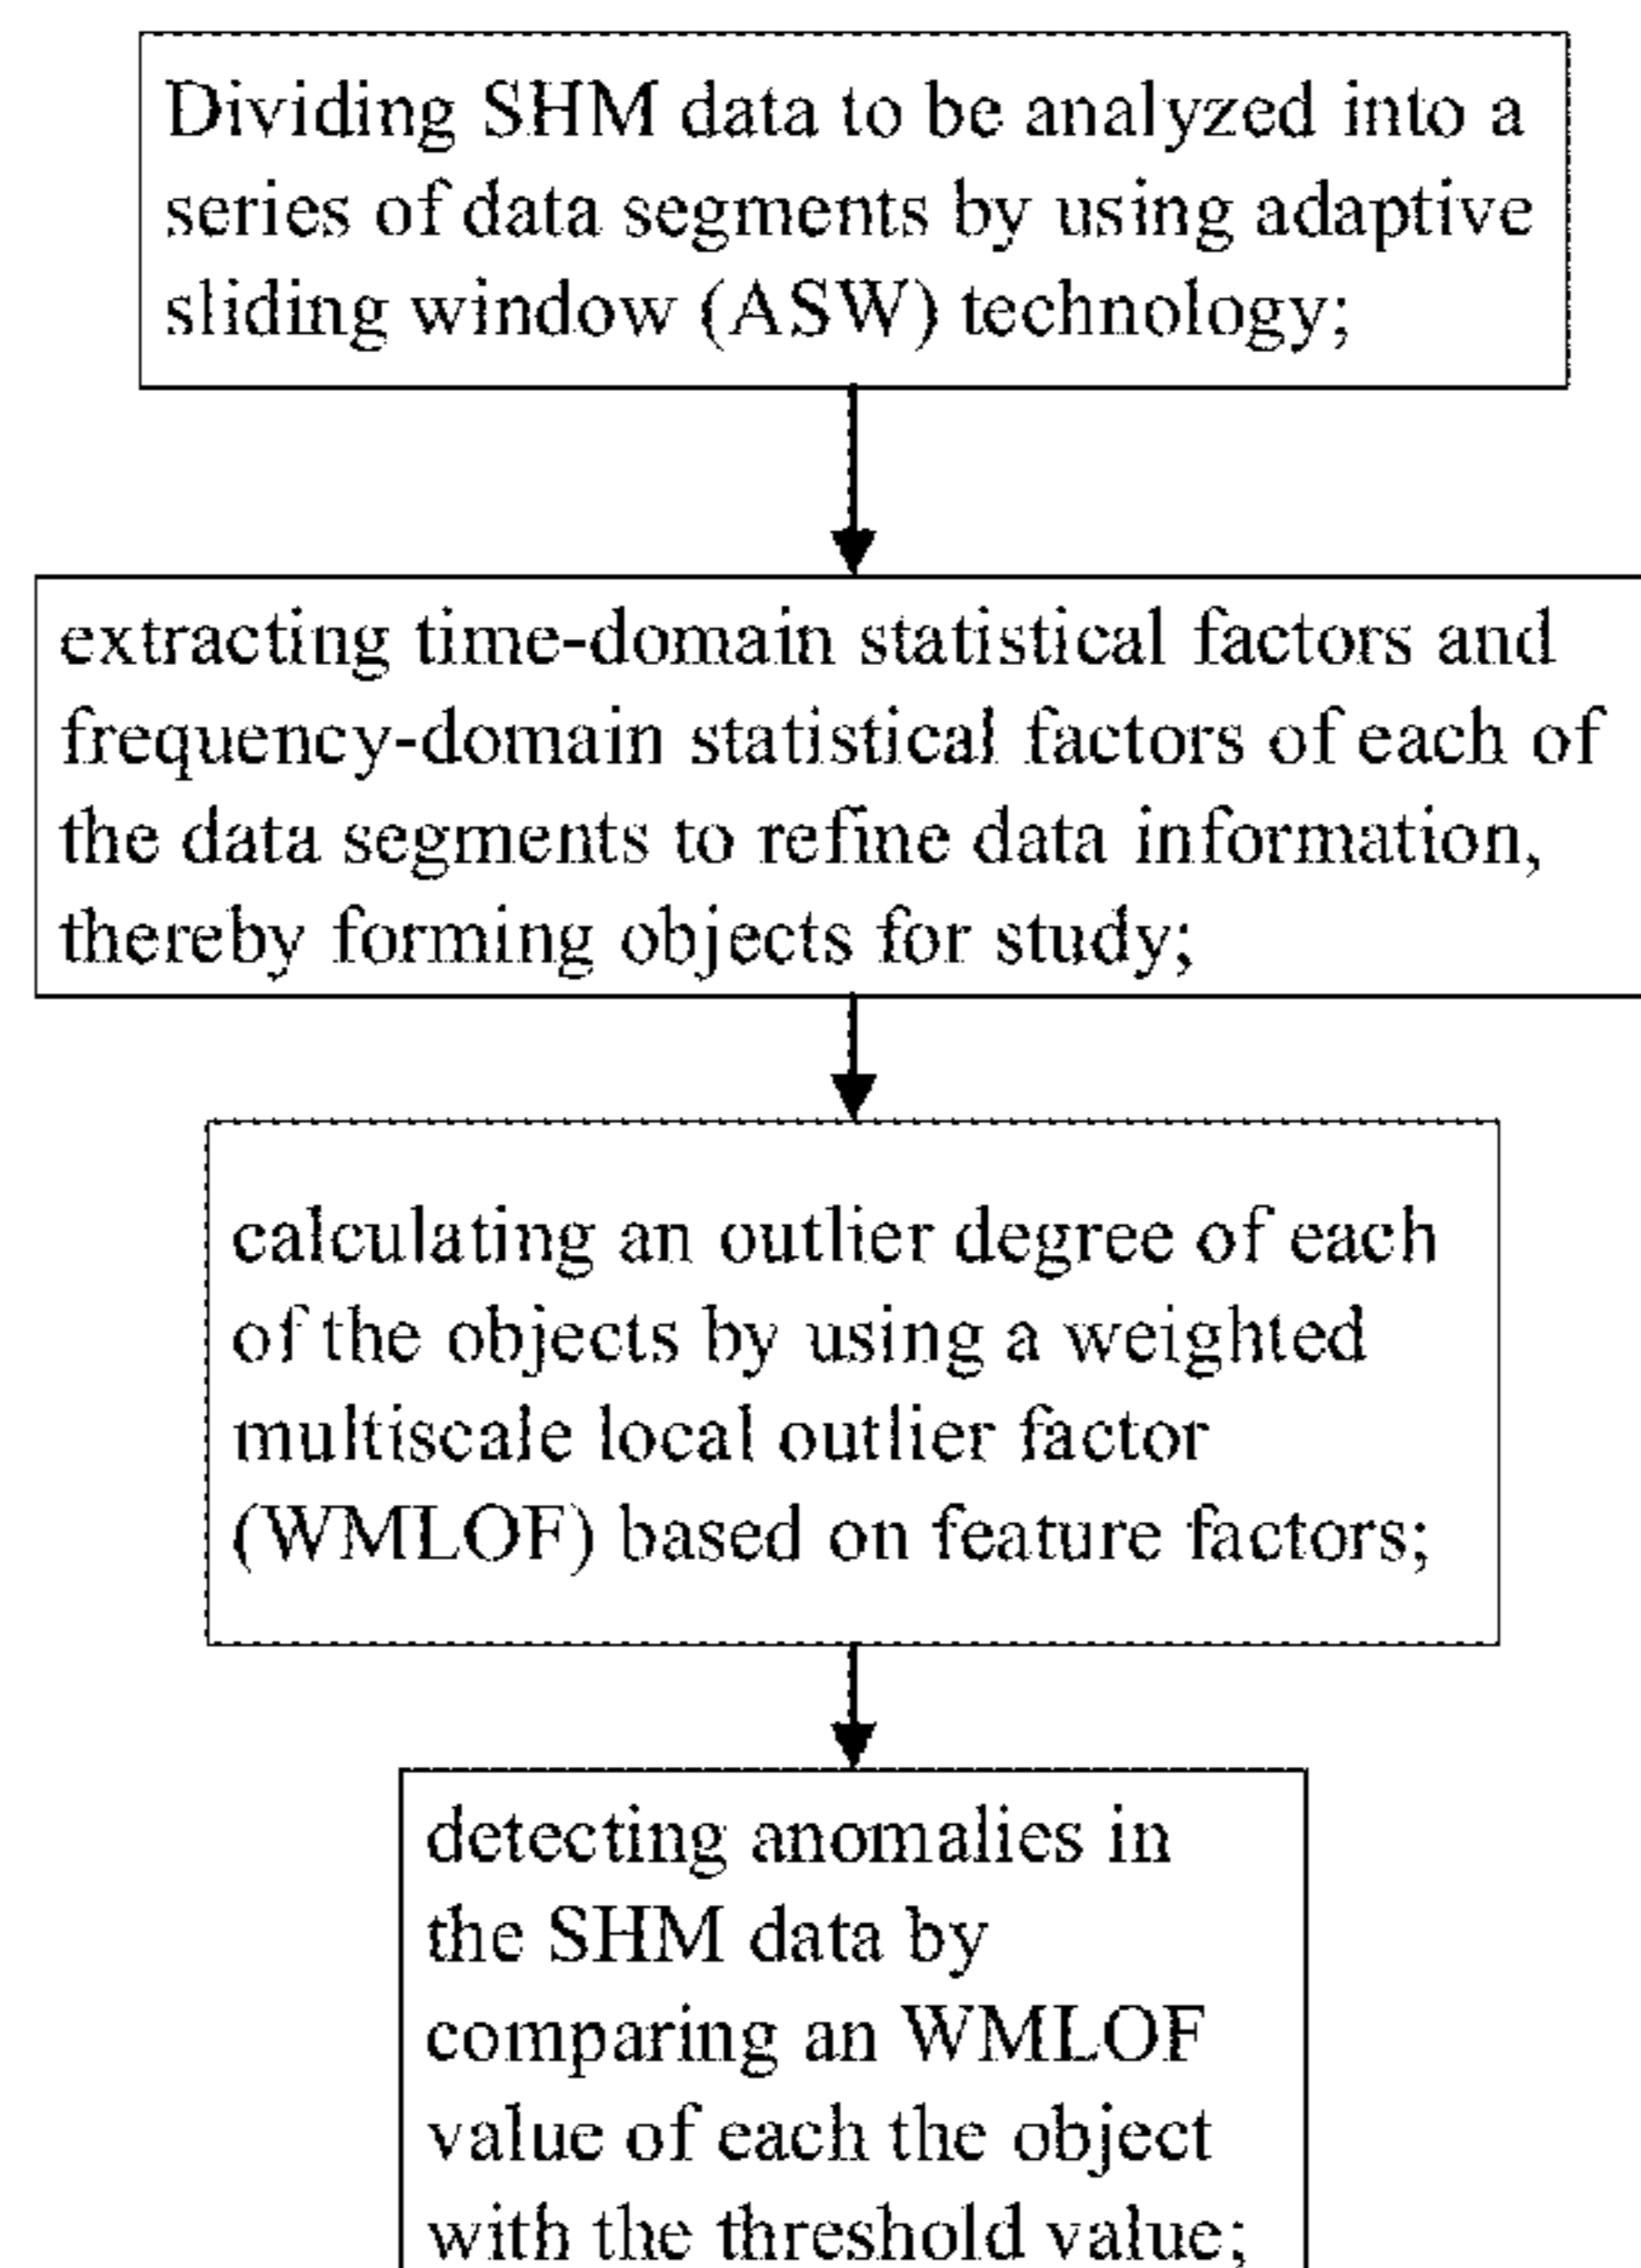 Dividing SHM data to be analyzed into a
series of data segments by using adaptive
sliding window (ASW) technology;
extracting time-domain statistical factors and
frequency-domain statistical factors of each of
the data segments to refine data information,
thereby forming objects for study;
calculating an outlier degree of each
of the objects by using a weighted
multiscale local outlier factor
(WMLOF) based on feature factors;
detecting anomalies in
the SHM data by
comparing an WMLOF
value of each the object
with the threshold value;